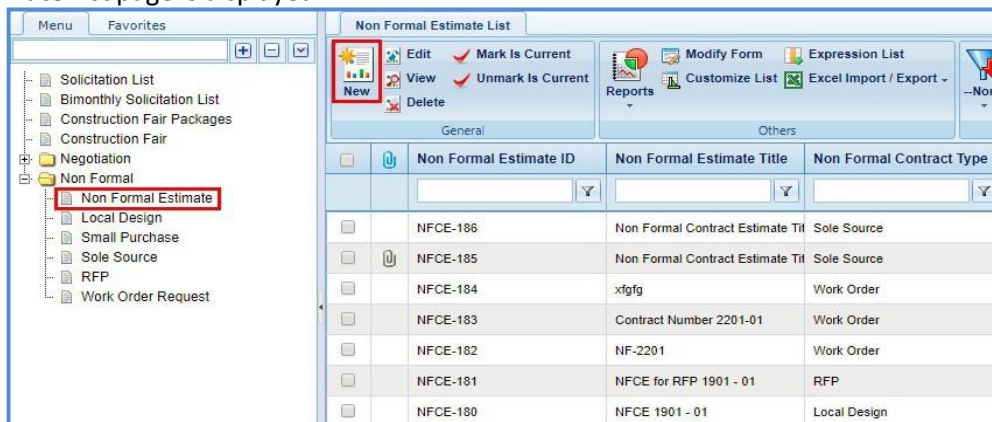 Menu Favorites
Solicitation List
Bimonthly Solicitation List
Construction Fair Packages
Construction Fair
Negotiation
Non Formal
Non Formal Estimate
Local Design
Small Purchase
Sole Source
RFP
Work Order Request
Non Formal Estimate List
New
Edit
View
Delete
Mark Is Current
Unmark Is Current
General
Reports
Modify Form
Customize List
Expression List
Excel Import / Export
Others
Non Formal Estimate ID Non Formal Estimate Title Non Formal Contract Type
NFCE-186 Non Formal Contract Estimate Tit Sole Source
NFCE-185 Non Formal Contract Estimate Tit Sole Source
NFCE-184 xfgfg Work Order
NFCE-183 Contract Number 2201-01 Work Order
NFCE-182 NF-2201 Work Order
NFCE-181 NFCE for RFP 1901 - 01 RFP
NFCE-180 NFCE 1901 - 01 Local Design